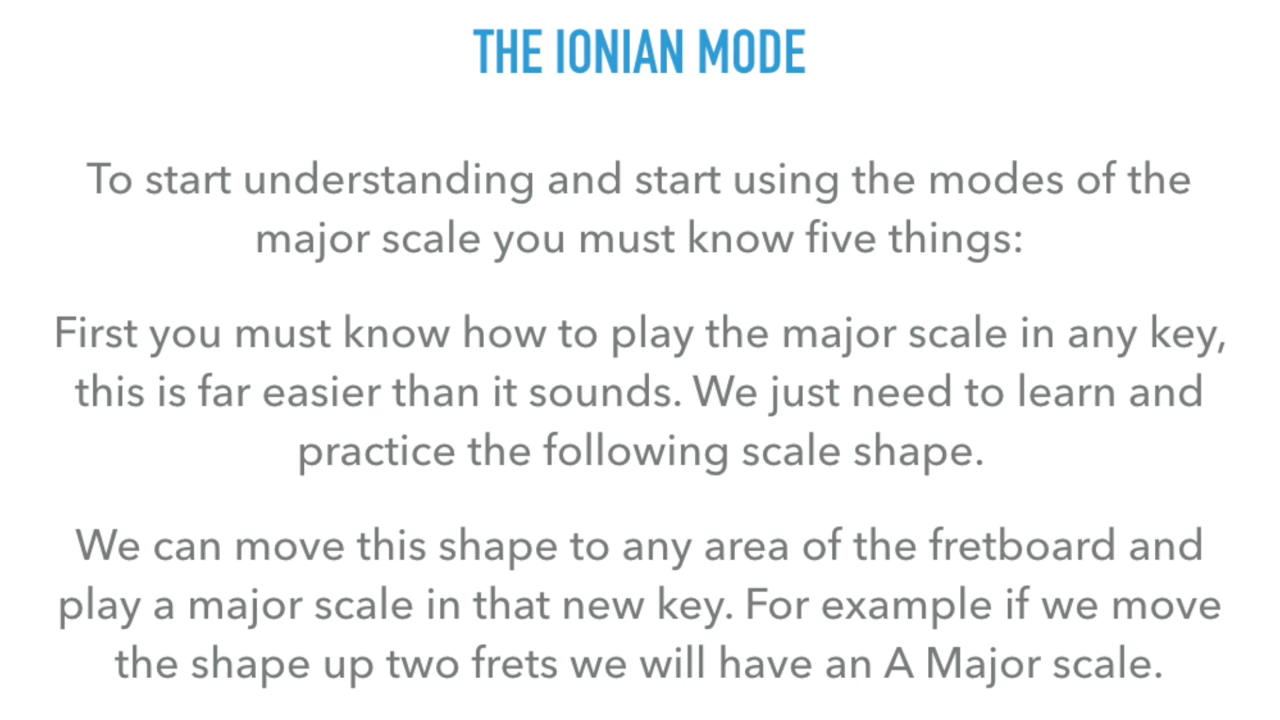 THE IONIAN MODE
To start understanding and start using the modes of the
major scale you must know five things:
First you must know how to play the major scale in any key,
this is far easier than it sounds. We just need to learn and
practice the following scale shape.
We can move this shape to any area of the fretboard and
play a major scale in that new key. For example if we move
the shape up two frets we will have an A Major scale.